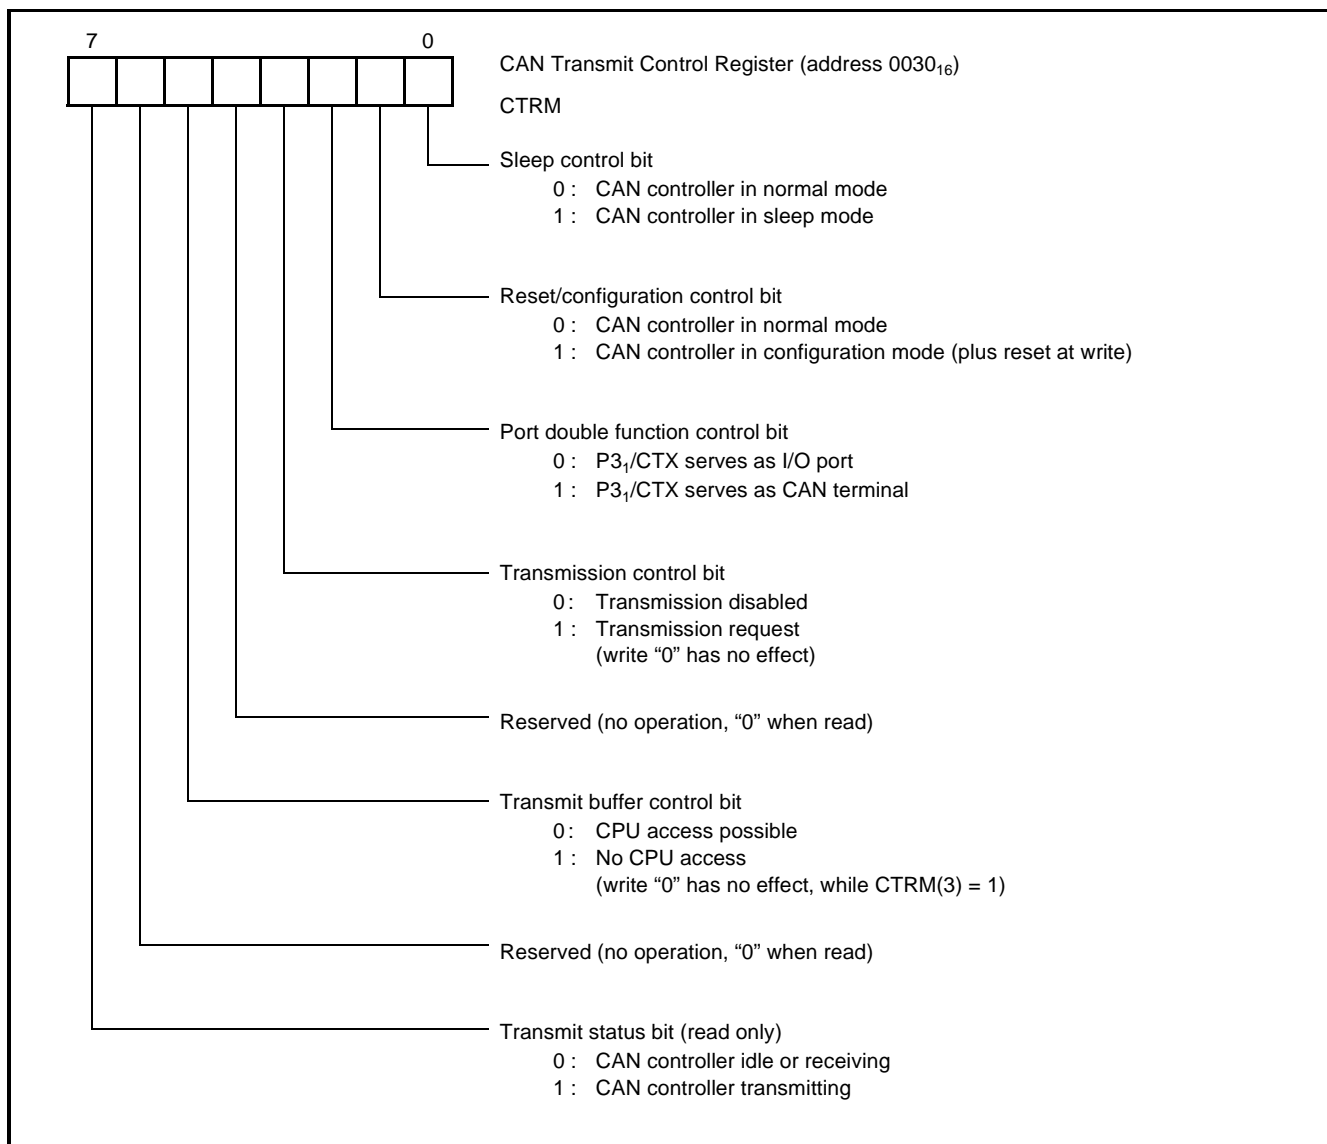 7 0
CAN Transmit Control Register (address 0030₁₆)
CTRM
Sleep control bit
0 : CAN controller in normal mode
1 : CAN controller in sleep mode
Reset/configuration control bit
0 : CAN controller in normal mode
1 : CAN controller in configuration mode (plus reset at write)
Port double function control bit
0 : P3₁/CTX serves as I/O port
1 : P3₁/CTX serves as CAN terminal
Transmission control bit
0 : Transmission disabled
1 : Transmission request
(write “0” has no effect)
Reserved (no operation, “0” when read)
Transmit buffer control bit
0 : CPU access possible
1 : No CPU access
(write “0” has no effect, while CTRM(3) = 1)
Reserved (no operation, “0” when read)
Transmit status bit (read only)
0 : CAN controller idle or receiving
1 : CAN controller transmitting